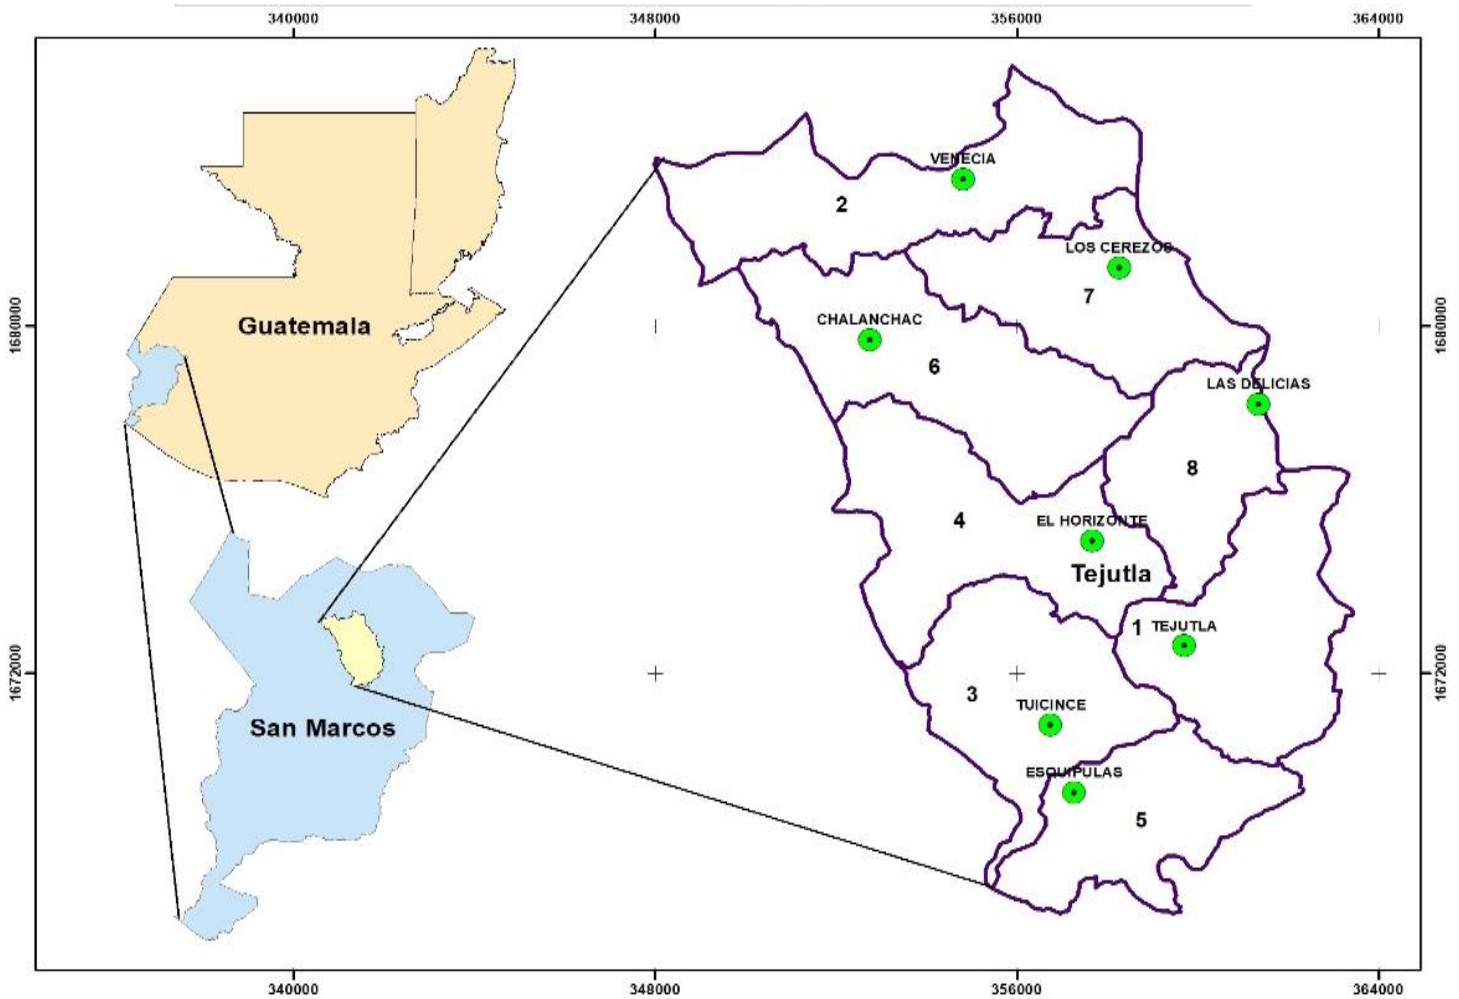 340000 348000 356000 364000
VENECIA
2
LOS CEREZOS
7
CHALANCHAC
6
Guatemala
1680000
1680000
LAS DELICIAS
8
4
EL HORIZONTE
Tejutla
1
TEJUTLA
1672000
1672000
3
TUICINCE
San Marcos
ESQUIPULAS
5
340000 348000 356000 364000